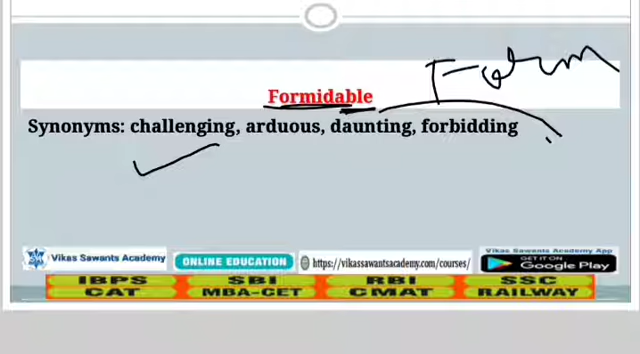 Form
Formidable
Synonyms: challenging, arduous, daunting, forbidding
Vikas Sawants Academy
ONLINE EDUCATION
https://vikassawantsacademy.com/courses/
Vikas Sawants Academy App
GET IT ON
Google Play
IBPS SBI RBI SSC
CAT MBA-CET CMAT RAILWAY